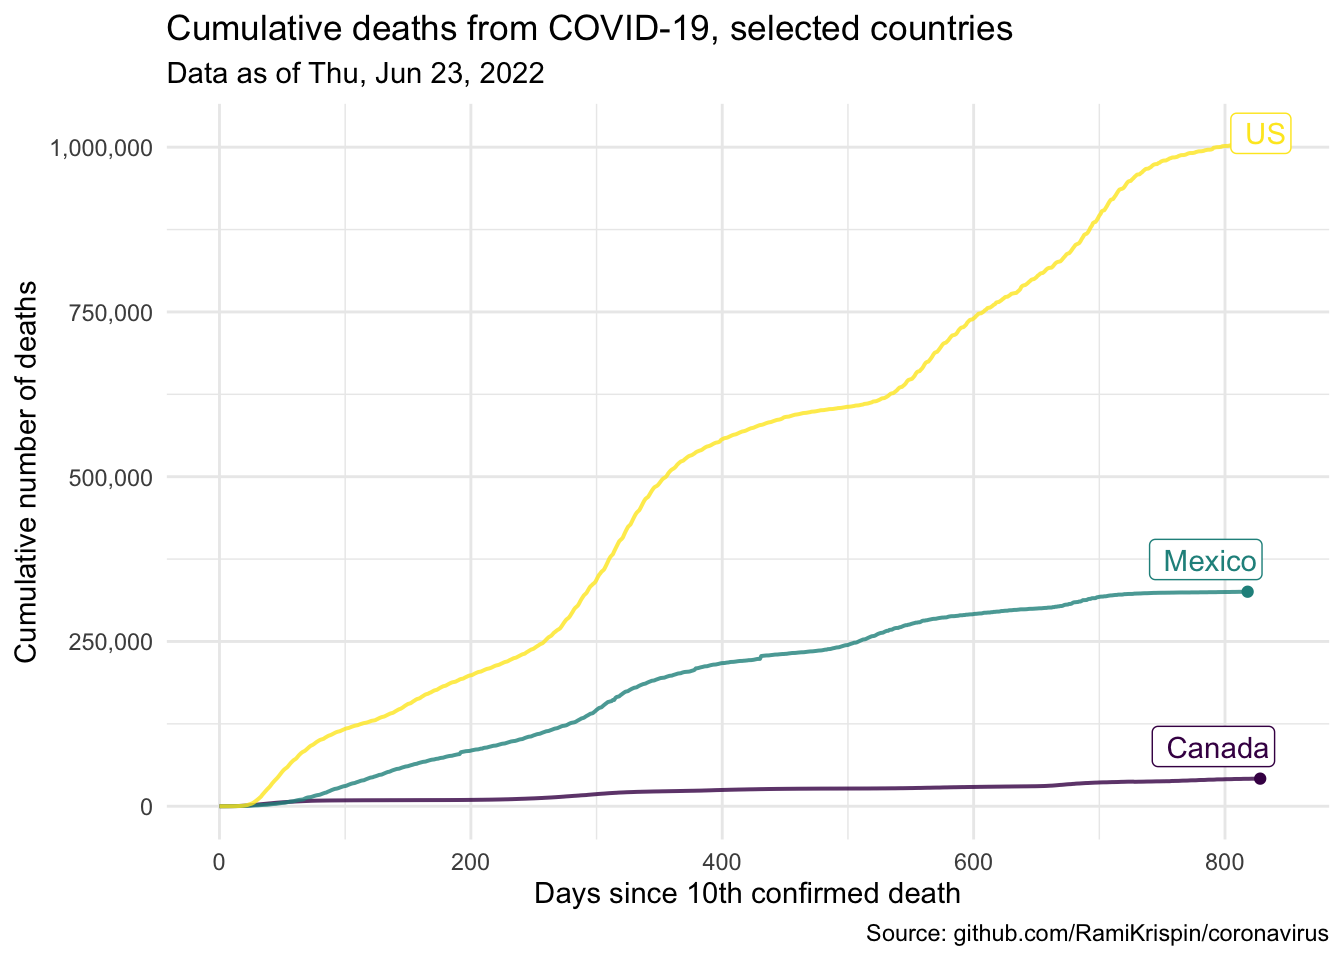 Cumulative deaths from COVID-19, selected countries
Data as of Thu, Jun 23, 2022
US
1,000,000
750,000
Cumulative number of deaths
500,000
Mexico
250,000
Canada
0
0 200 400 600 800
Days since 10th confirmed death
Source: github.com/RamiKrispin/coronavirus